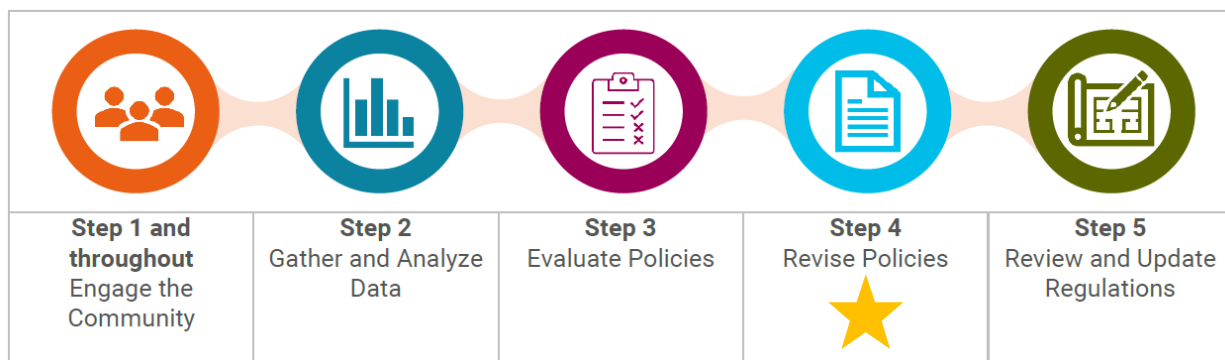 Step 1 and
throughout
Engage the
Community
Step 2
Gather and Analyze
Data
Step 3
Evaluate Policies
Step 4
Revise Policies
Step 5
Review and Update
Regulations